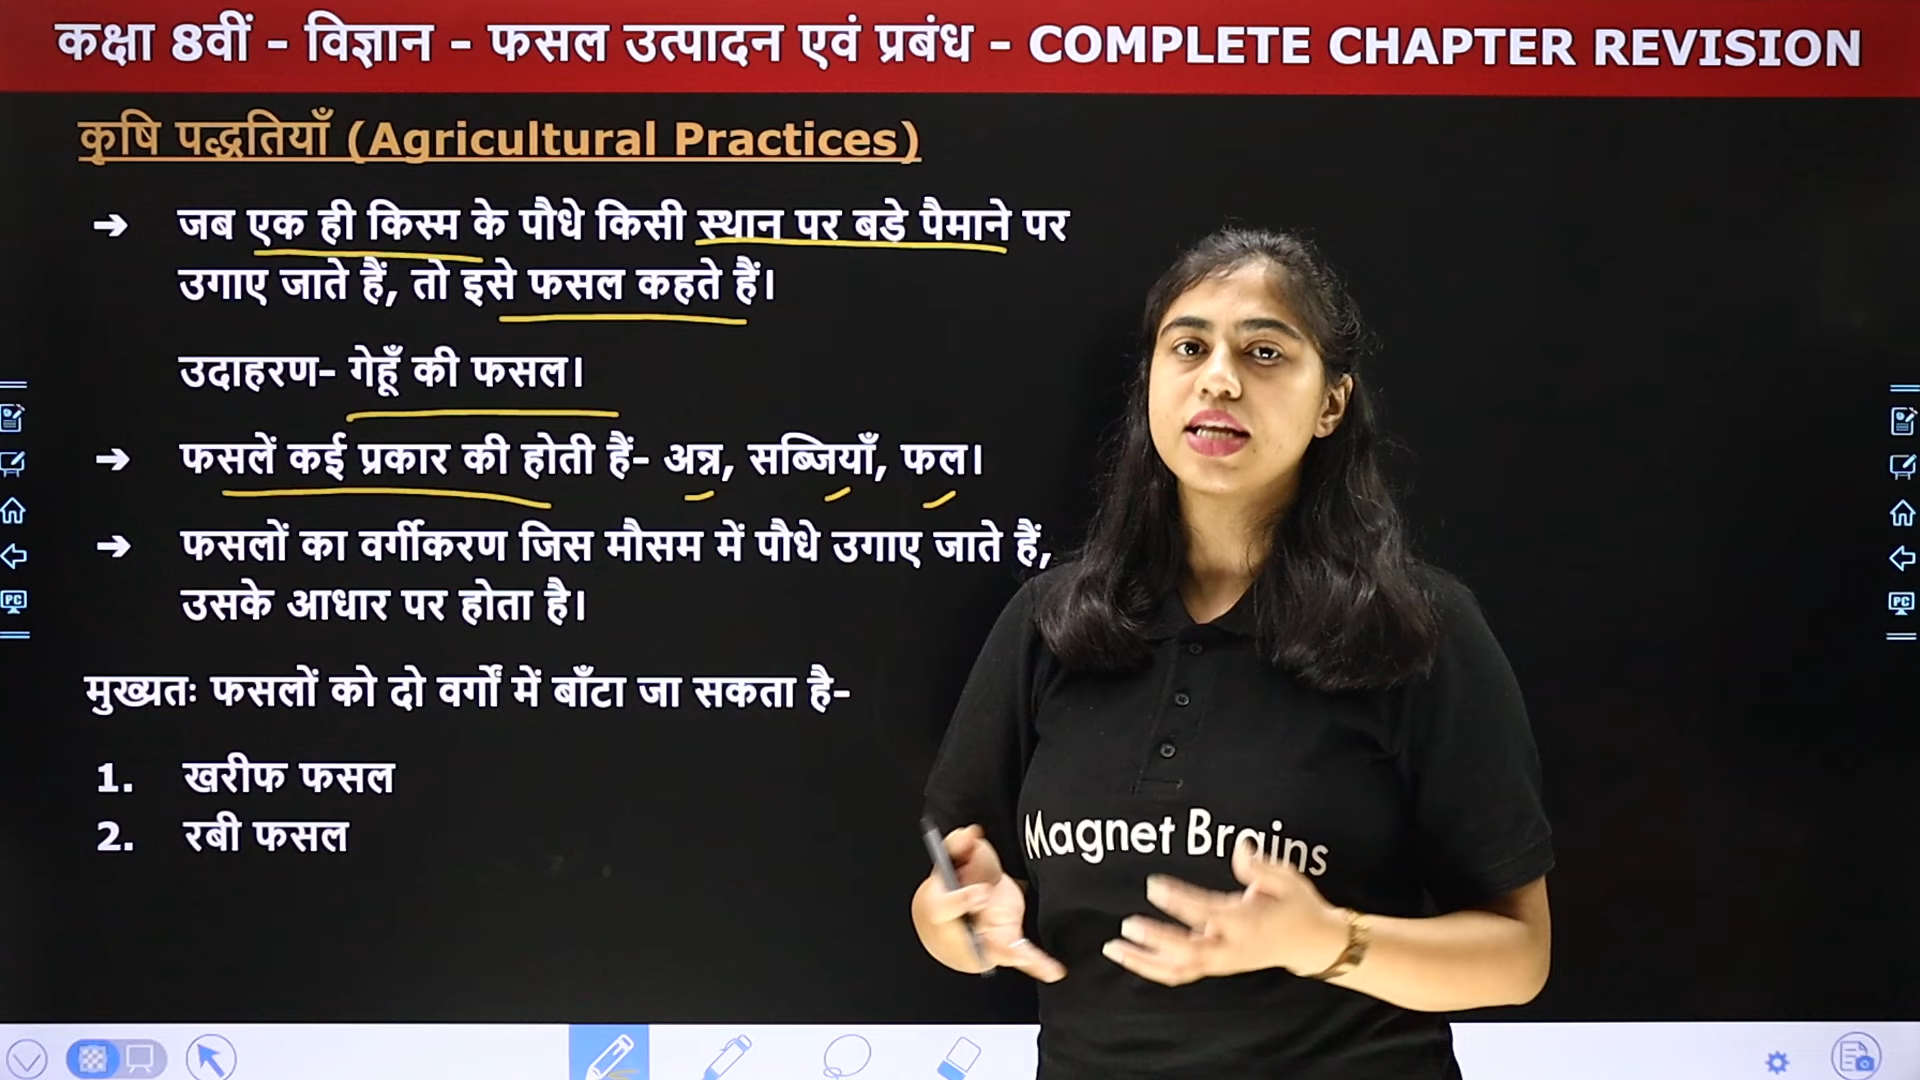 कक्षा 8वीं - विज्ञान - फसल उत्पादन एवं प्रबंध - COMPLETE CHAPTER REVISION
कृषि पद्धतियाँ (Agricultural Practices)
➔ जब एक ही किस्म के पौधे किसी स्थान पर बडे पैमाने पर
उगाए जाते हैं, तो इसे फसल कहते हैं।
उदाहरण- गेहूँ की फसल।
➔ फसलें कई प्रकार की होती हैं- अन्न, सब्जियाँ, फल।
➔ फसलों का वर्गीकरण जिस मौसम में पौधे उगाए जाते हैं,
उसके आधार पर होता है।
मुख्यतः फसलों को दो वर्गों में बाँटा जा सकता है-
1. खरीफ फसल
2. रबी फसल
Magnet Brains
PC
PC